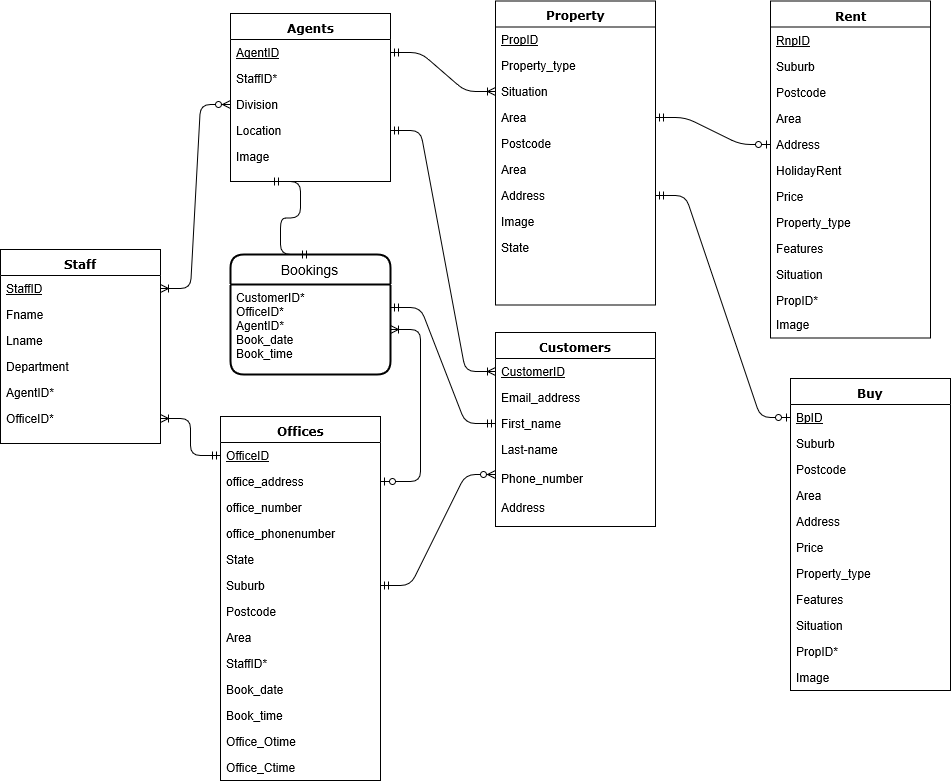 Agents
AgentID
StaffID*
Division
Location
Image
Property
PropID
Property_type
Situation
Area
Postcode
Area
Address
Image
State
Rent
RnpID
Suburb
Postcode
Area
Address
HolidayRent
Price
Property_type
Features
Situation
PropID*
Image
Staff
StaffID
Fname
Lname
Department
AgentID*
OfficeID*
Bookings
CustomerID*
OfficeID*
AgentID*
Book_date
Book_time
Customers
CustomerID
Email_address
First_name
Last-name
Phone_number
Address
Buy
BpID
Suburb
Postcode
Area
Address
Price
Property_type
Features
Situation
PropID*
Image
Offices
OfficeID
office_address
office_number
office_phonenumber
State
Suburb
Postcode
Area
StaffID*
Book_date
Book_time
Office_Otime
Office_Ctime